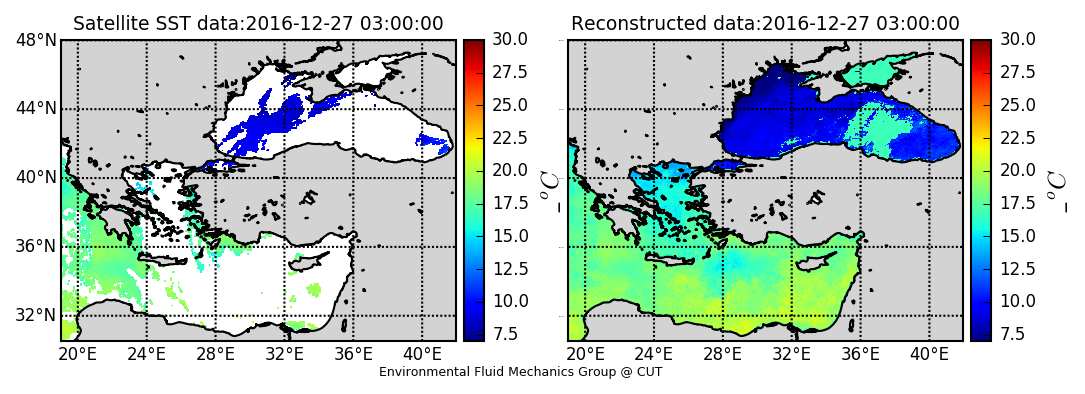 Satellite SST data:2016-12-27 03:00:00
Reconstructed data:2016-12-27 03:00:00
48°N
44°N
40°N
36°N
32°N
20°E 24°E 28°E 32°E 36°E 40°E
30.0
27.5
25.0
22.5
20.0
17.5
15.0
12.5
10.0
7.5
_°C
20°E 24°E 28°E 32°E 36°E 40°E
30.0
27.5
25.0
22.5
20.0
17.5
15.0
12.5
10.0
7.5
_°C
Environmental Fluid Mechanics Group @ CUT